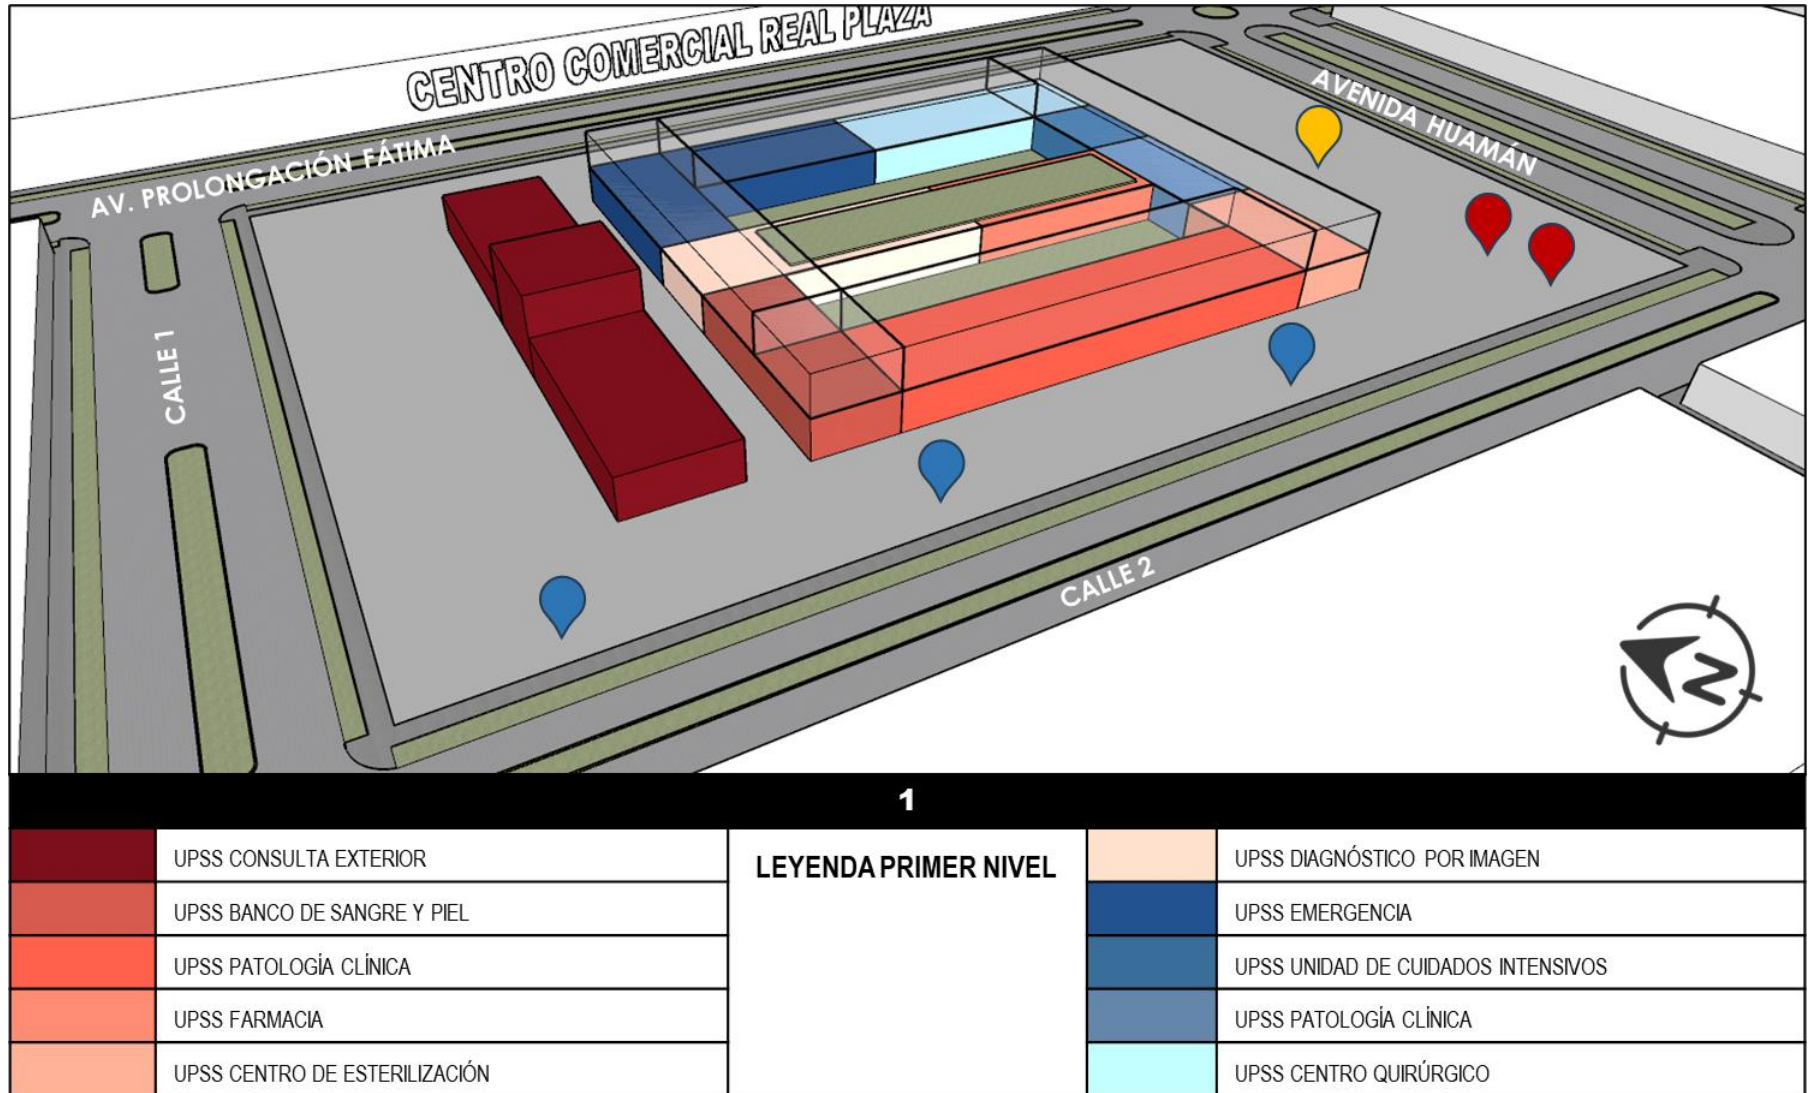 CENTRO COMERCIAL REAL PLAZA
AV. PROLONGACIÓN FÁTIMA
AVENIDA HUAMÁN
CALLE 1
CALLE 2
N
1
LEYENDA PRIMER NIVEL
UPSS CONSULTA EXTERIOR
UPSS BANCO DE SANGRE Y PIEL
UPSS PATOLOGÍA CLÍNICA
UPSS FARMACIA
UPSS CENTRO DE ESTERILIZACIÓN
UPSS DIAGNÓSTICO POR IMAGEN
UPSS EMERGENCIA
UPSS UNIDAD DE CUIDADOS INTENSIVOS
UPSS PATOLOGÍA CLÍNICA
UPSS CENTRO QUIRÚRGICO